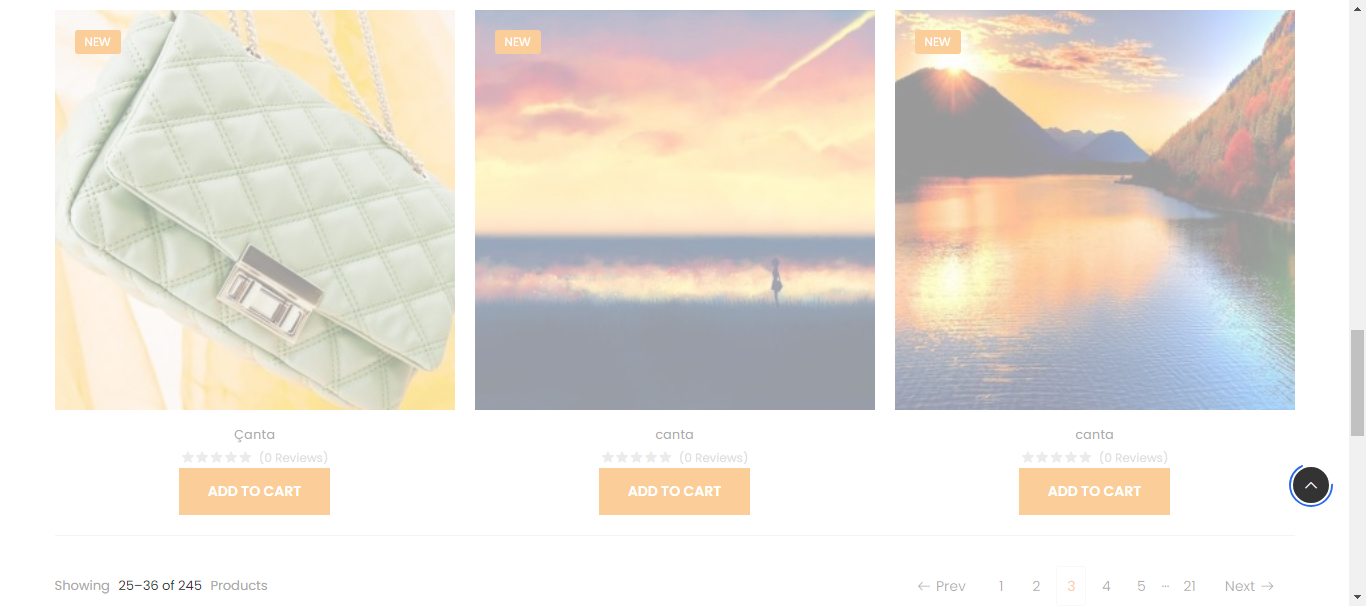 NEW NEW NEW
Çanta canta canta
(0 Reviews) (0 Reviews) (0 Reviews)
ADD TO CART ADD TO CART ADD TO CART
Showing 25–36 of 245 Products ← Prev 1 2 3 4 5 ... 21 Next →